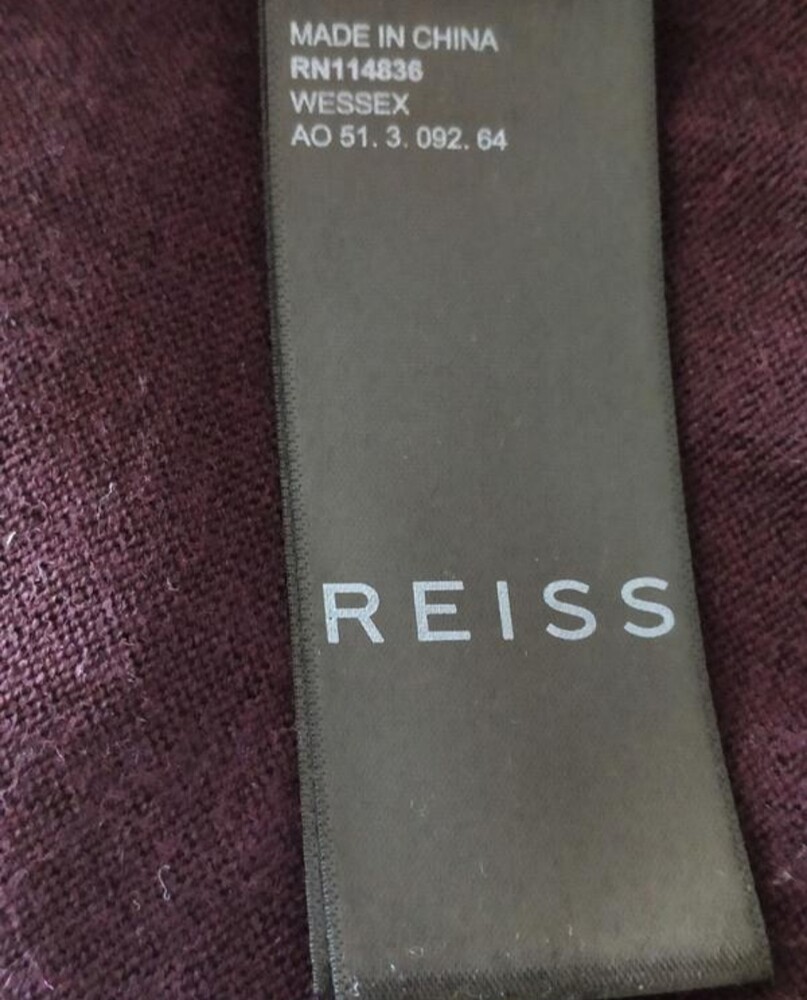 MADE IN CHINA
RN114836
WESSEX
AO 51. 3. 092. 64
REISS